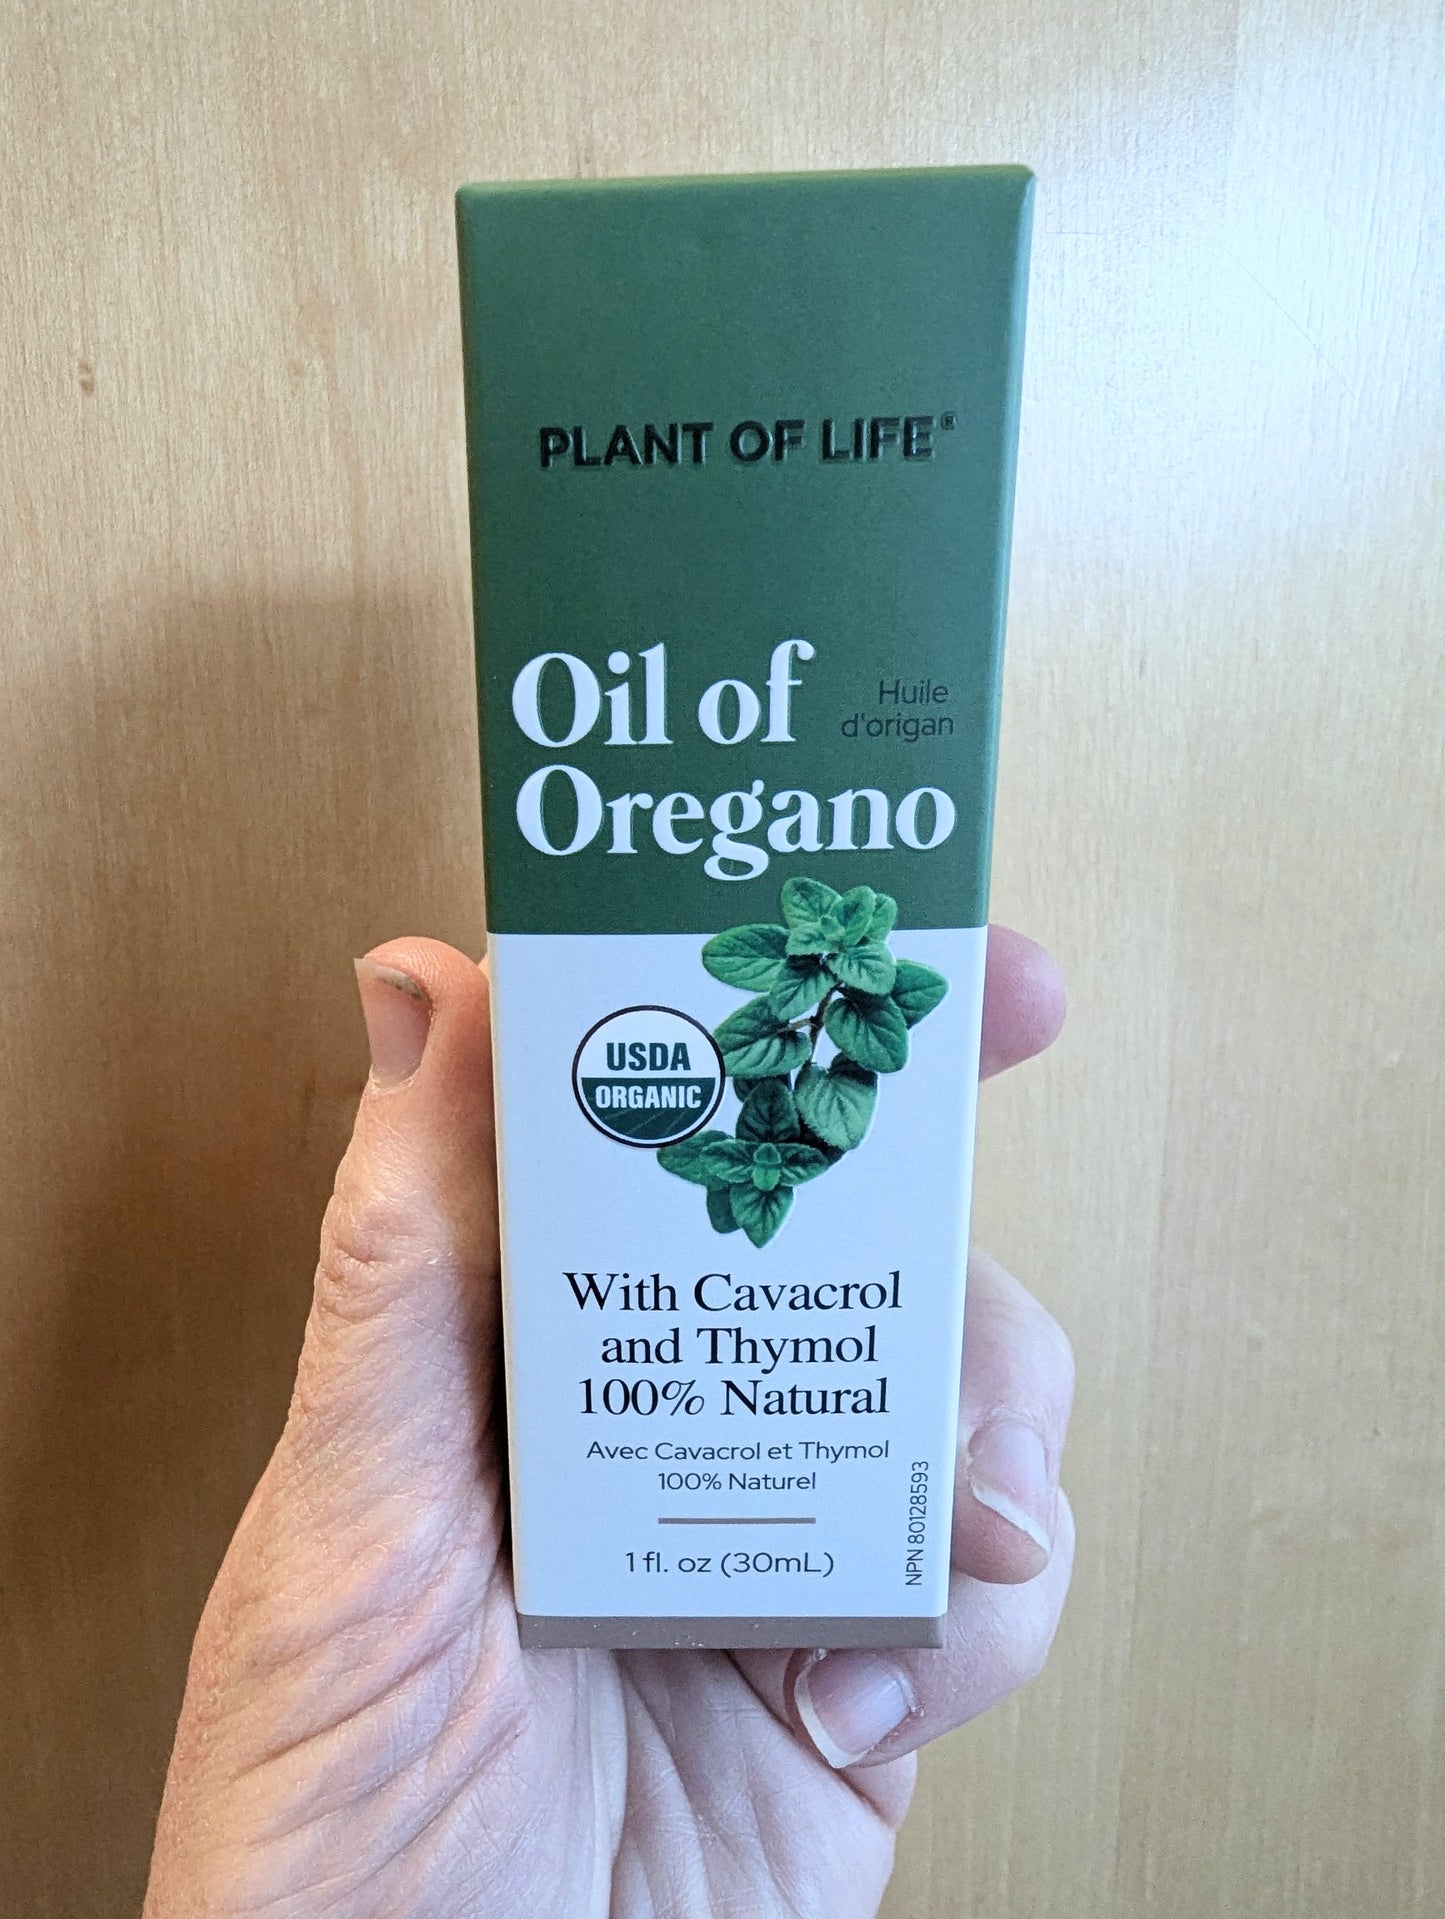 PLANT OF LIFE®
Oil of
Oregano
Huile
d'origan
USDA
ORGANIC
With Cavacrol
and Thymol
100% Natural
Avec Cavacrol et Thymol
100% Naturel
1 fl. oz (30mL)
NPN 80128593